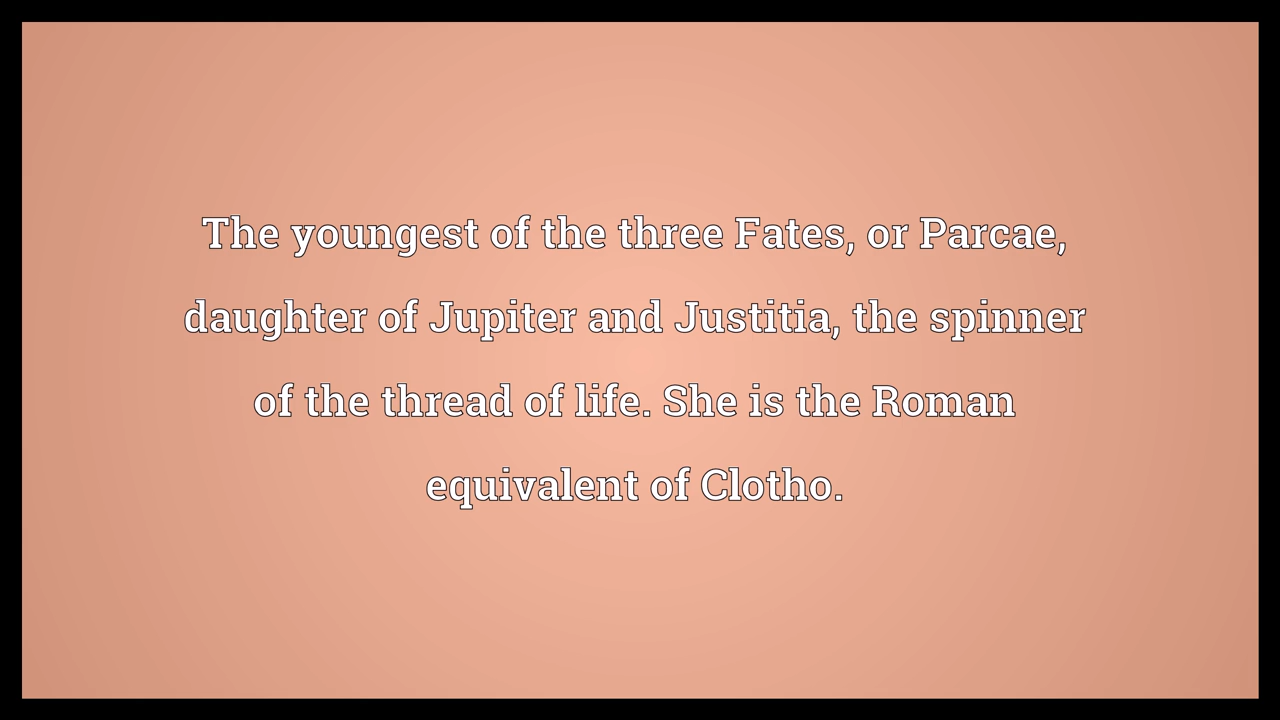 The youngest of the three Fates, or Parcae,
daughter of Jupiter and Justitia, the spinner
of the thread of life. She is the Roman
equivalent of Clotho.